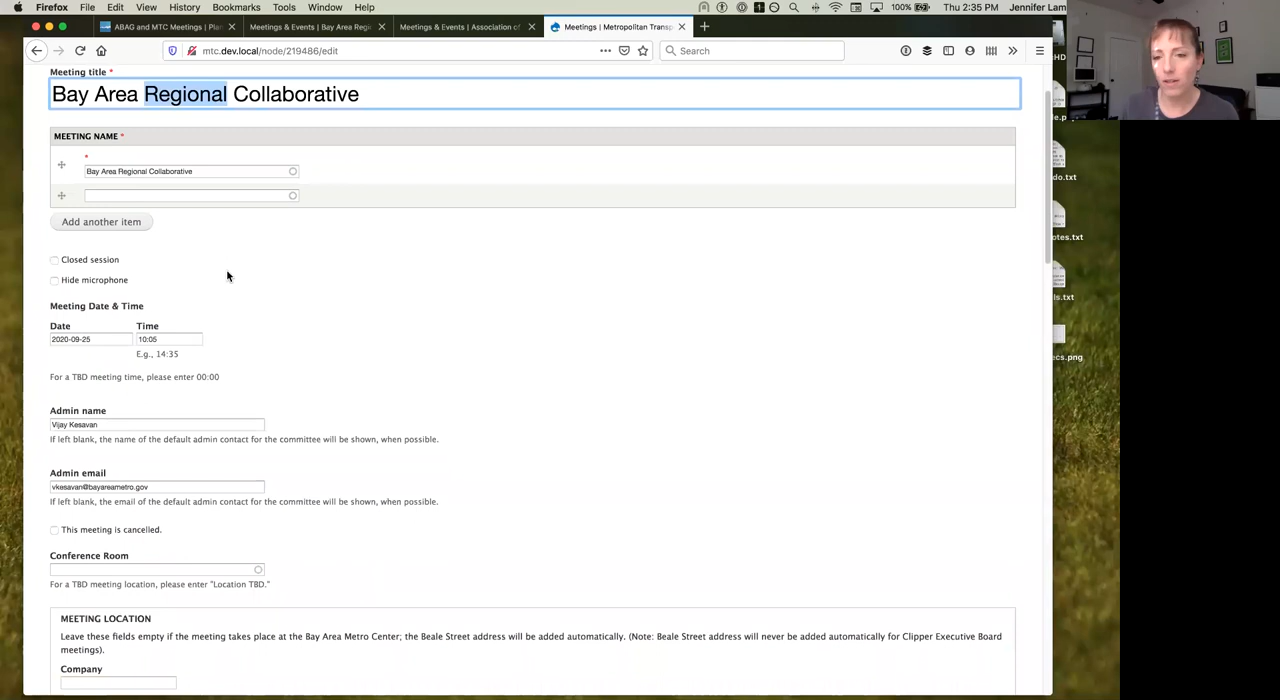 Firefox File Edit View History Bookmarks Tools Window Help 100% Thu 2:35 PM Jennifer Lam
ABAG and MTC Meetings | Plan Meetings & Events | Bay Area Regi Meetings & Events | Association of Meetings | Metropolitan Transp
mtc.dev.local/node/219486/edit Search
Meeting title *
Bay Area Regional Collaborative
MEETING NAME *
*
Bay Area Regional Collaborative
Add another item
Closed session
Hide microphone
Meeting Date & Time
Date Time
2020-09-25 10:05
E.g., 14:35
For a TBD meeting time, please enter 00:00
Admin name
Vijay Kesavan
If left blank, the name of the default admin contact for the committee will be shown, when possible.
Admin email
vkesavan@bayareametro.gov
If left blank, the email of the default admin contact for the committee will be shown, when possible.
This meeting is cancelled.
Conference Room
For a TBD meeting location, please enter "Location TBD."
MEETING LOCATION
Leave these fields empty if the meeting takes place at the Bay Area Metro Center; the Beale Street address will be added automatically. (Note: Beale Street address will never be added automatically for Clipper Executive Board
meetings).
Company
HD
le.p
do.txt
otes.txt
ls.txt
ecs.png